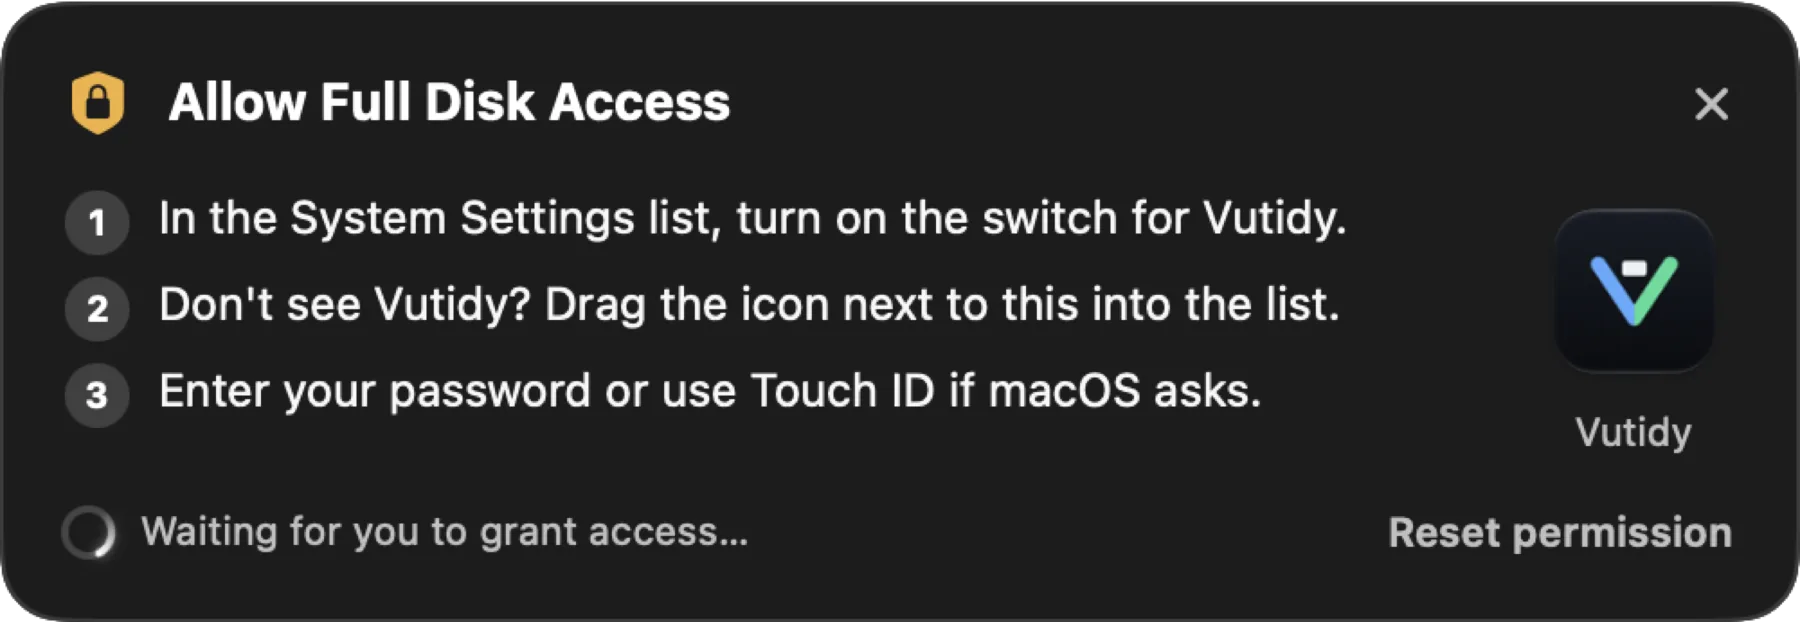 Allow Full Disk Access
1 In the System Settings list, turn on the switch for Vutidy.
2 Don't see Vutidy? Drag the icon next to this into the list.
3 Enter your password or use Touch ID if macOS asks.
Vutidy
Waiting for you to grant access...
Reset permission